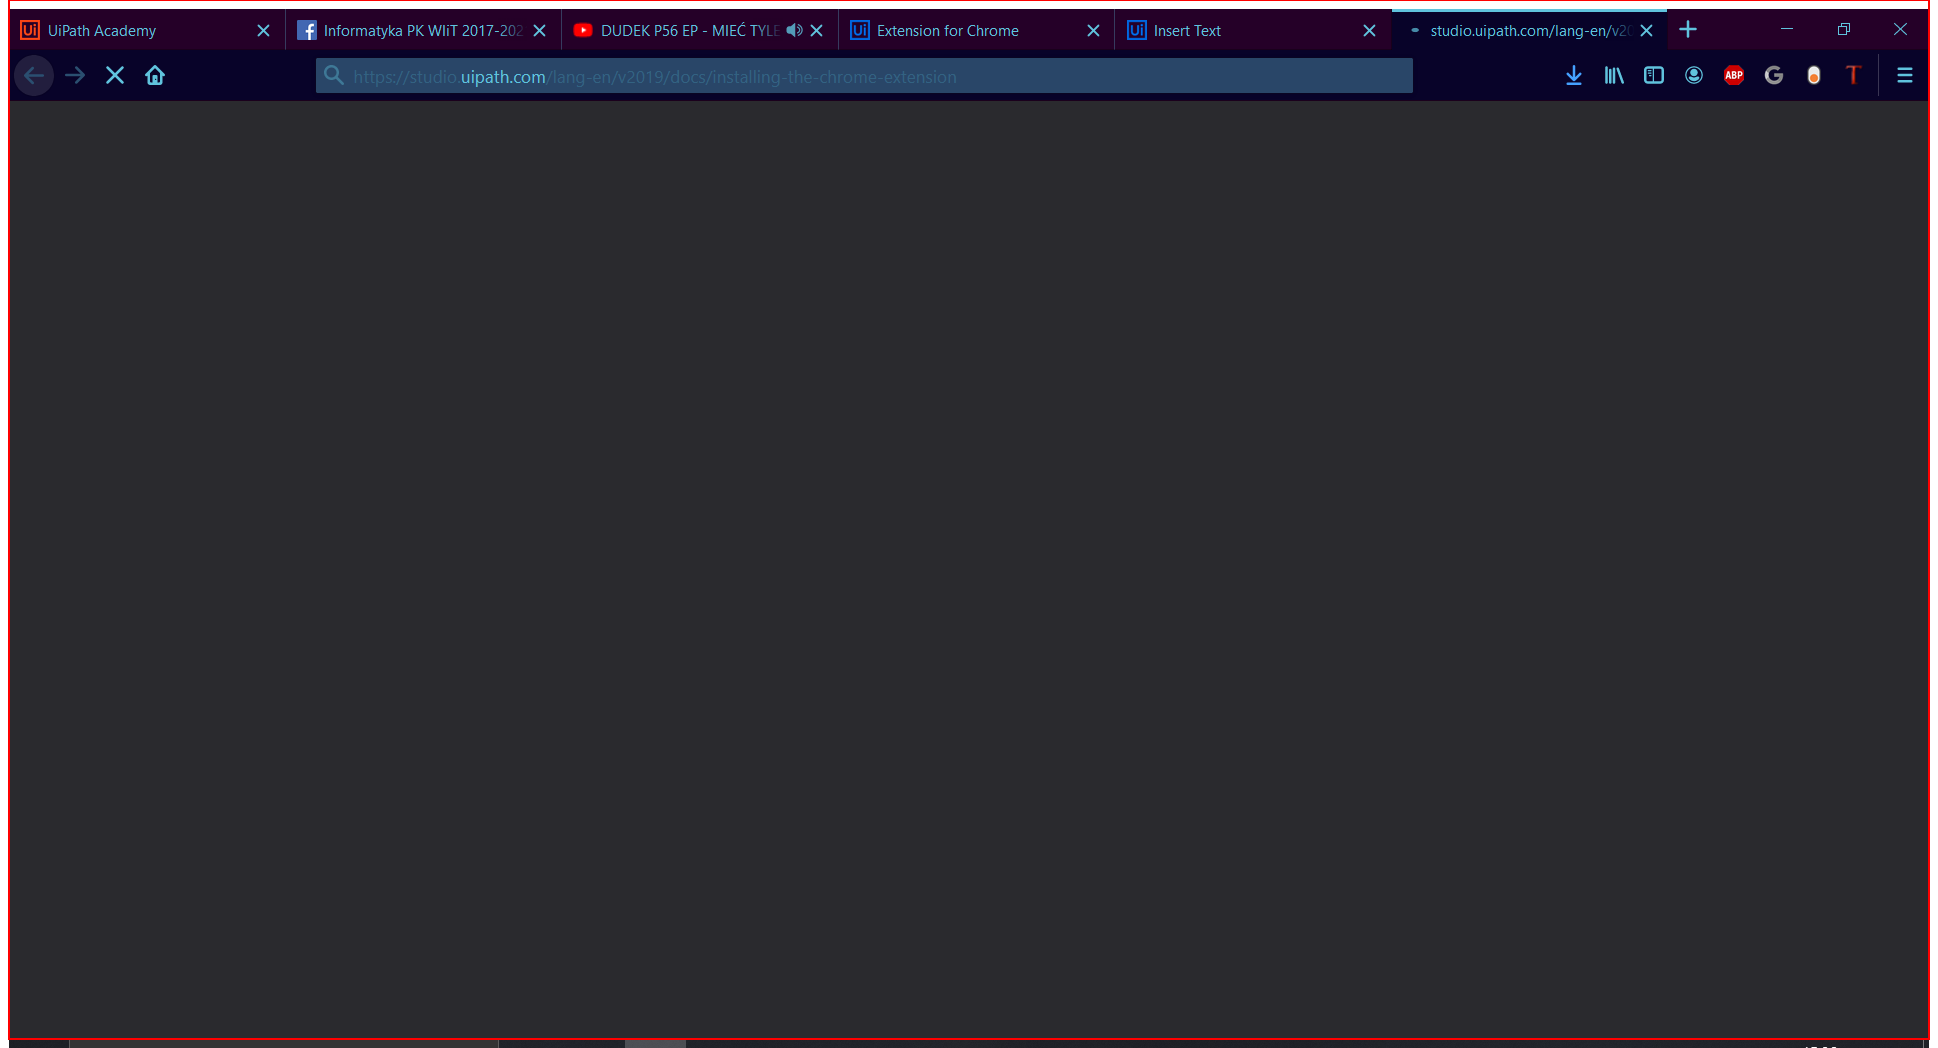 Ui UiPath Academy
f Informatyka PK WIiT 2017-202
DUDEK P56 EP - MIEĆ TYLE
Ui Extension for Chrome
Ui Insert Text
studio.uipath.com/lang-en/v20
https://studio.uipath.com/lang-en/v2019/docs/installing-the-chrome-extension
ABP G T